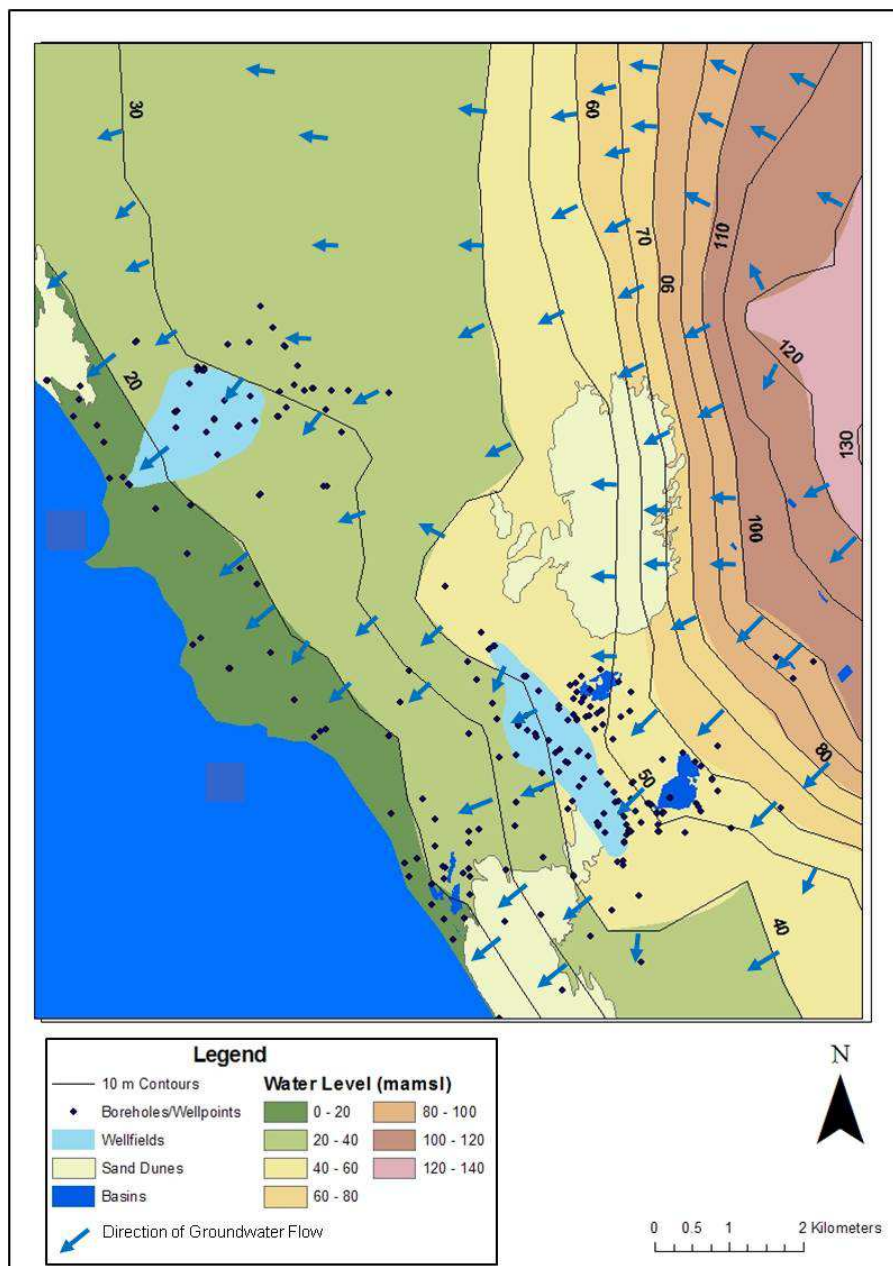 30
60
70
90
110
20
120
130
100
80
50
40
Legend
10 m Contours
Boreholes/Wellpoints
Wellfields
Sand Dunes
Basins
Direction of Groundwater Flow
Water Level (mamsl)
0 - 20
20 - 40
40 - 60
60 - 80
80 - 100
100 - 120
120 - 140
N
0 0.5 1 2 Kilometers